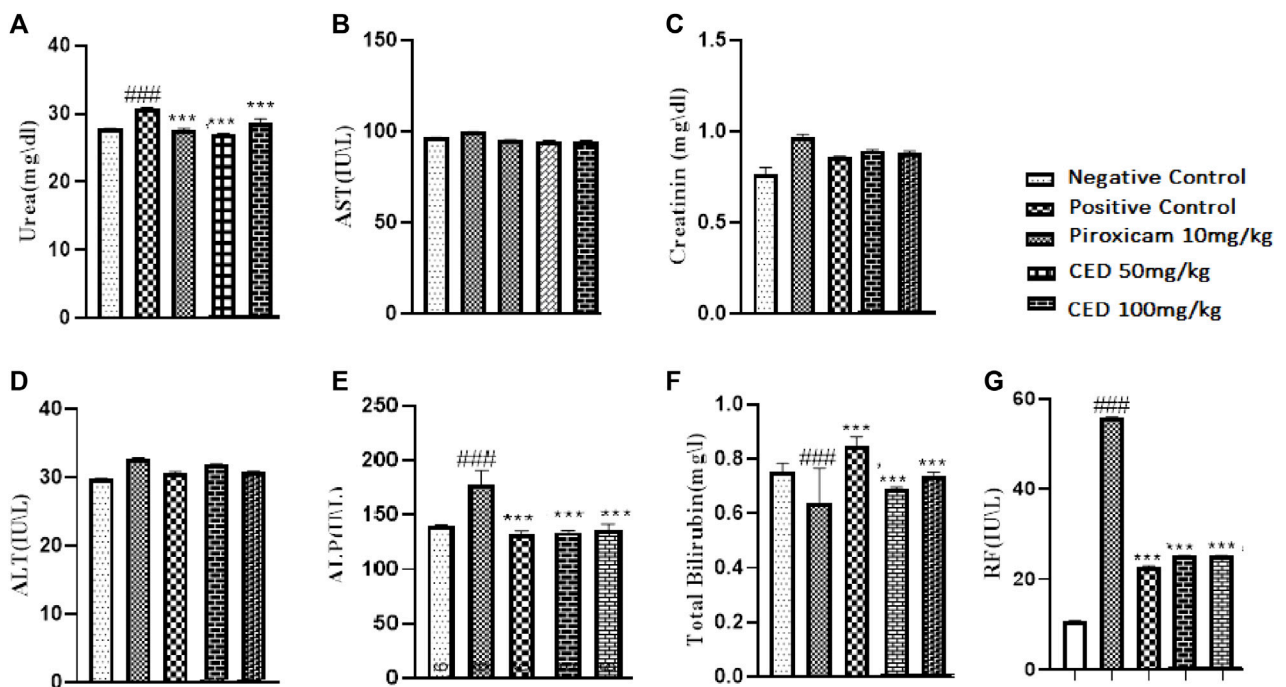 A
Urea(mg\dl)
40
30
20
10
0
###
***
***
***
B
AST(IU\L)
150
100
50
0
C
Creatinin (mg\dl)
1.5
1.0
0.5
0.0
Negative Control
Positive Control
Piroxicam 10mg/kg
CED 50mg/kg
CED 100mg/kg
D
ALT(IU\L)
40
30
20
10
0
E
ALP(IU\L)
250
200
150
100
50
0
###
***
***
***
F
Total Bilirubin(mg\l)
1.0
0.8
0.6
0.4
0.2
0.0
###
***
***
***
G
RF(IU\L)
60
40
20
0
###
***
***
***